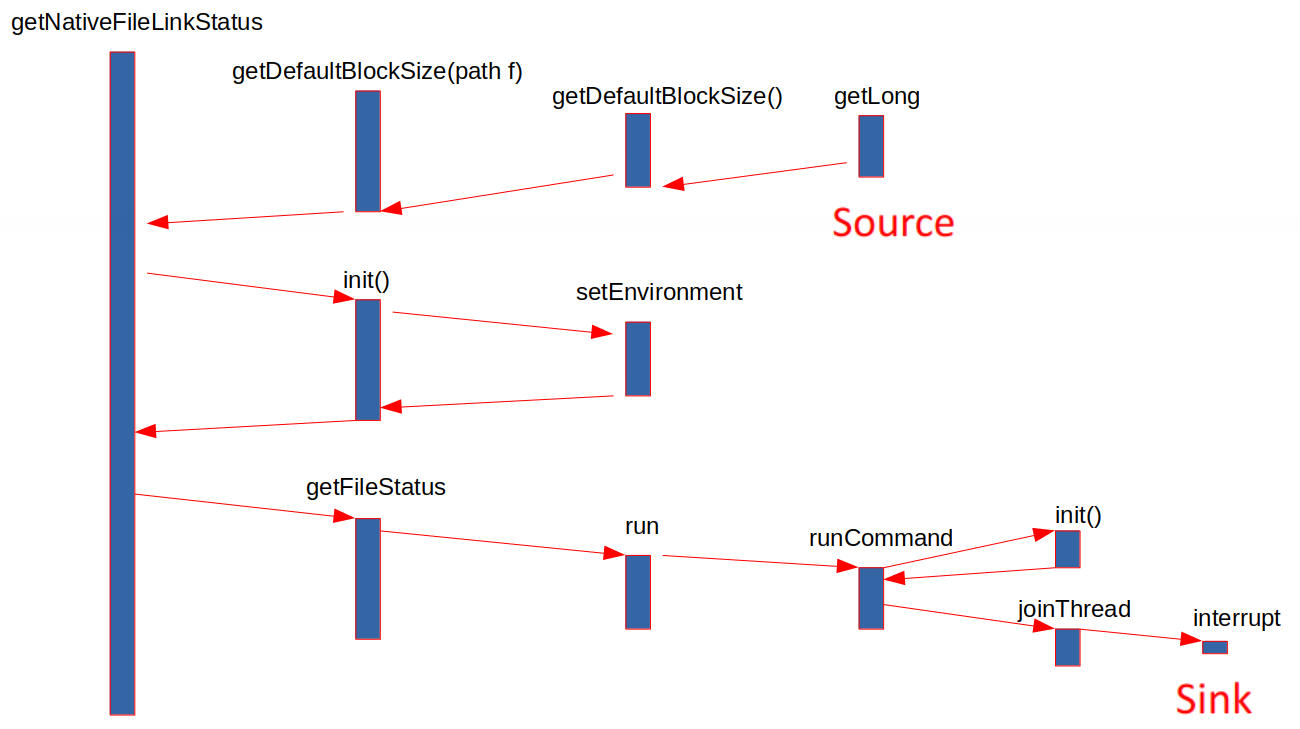 getNativeFileLinkStatus
getDefaultBlockSize(path f)
getDefaultBlockSize()
getLong
Source
init()
setEnvironment
getFileStatus
run
runCommand
init()
joinThread
interrupt
Sink